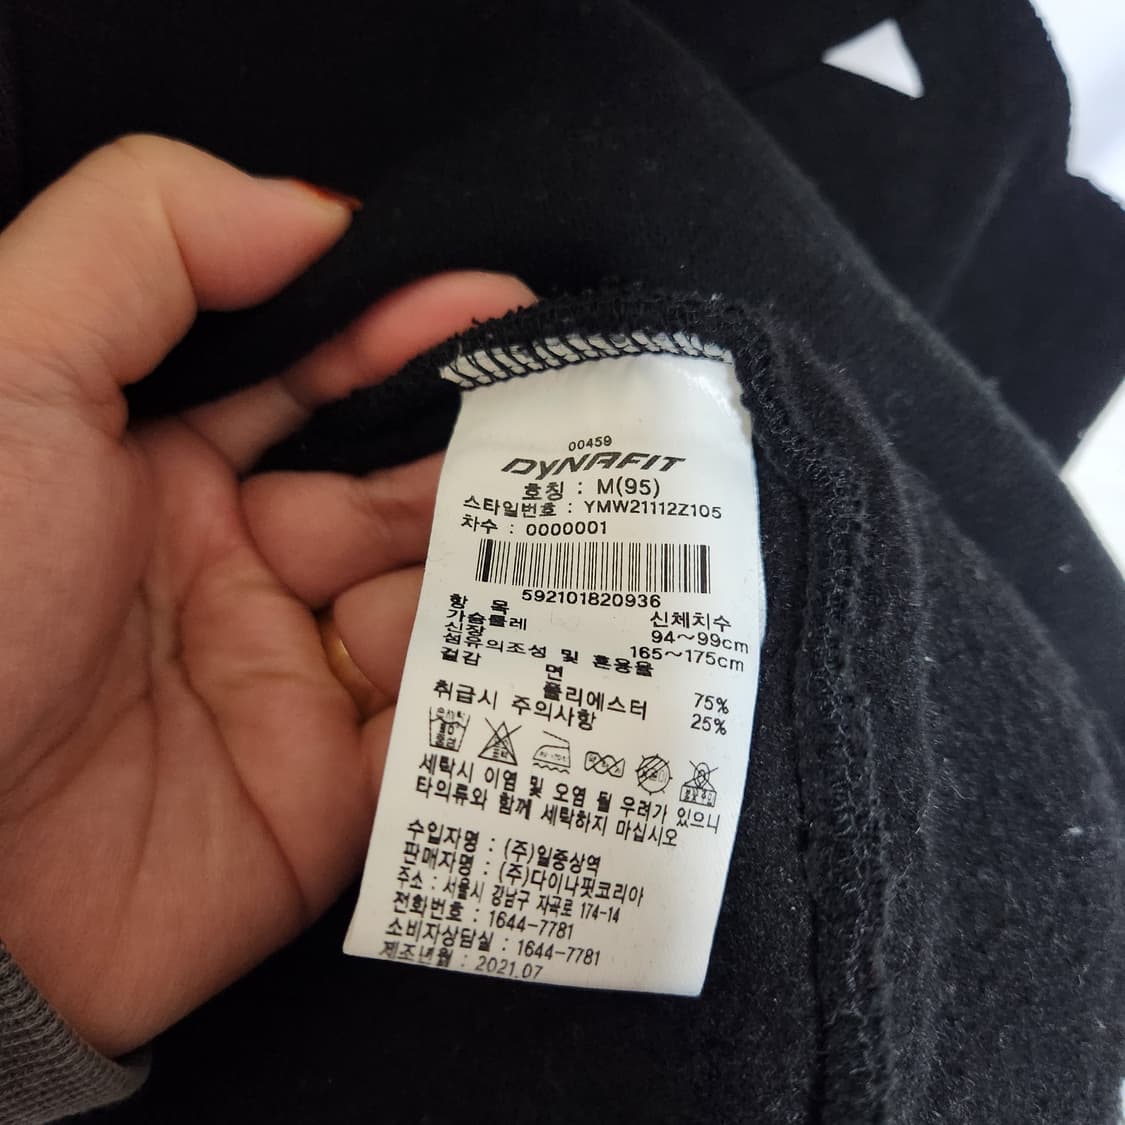 00459
DYNAFIT
호칭 : M(95)
스타일번호 : YMW21112Z105
차수 : 0000001
592101820936
항 목 신체치수
가슴둘레 94~99cm
신장 165~175cm
섬유의조성 및 혼용율
겉감 면 75%
폴리에스터 25%
취급시 주의사항
세탁시 이염 및 오염 될 우려가 있으니
타의류와 함께 세탁하지 마십시오
수입자명 : (주)일중상역
판매자명 : (주)다이나핏코리아
주소 : 서울시 강남구 자곡로 174-14
전화번호 : 1644-7781
소비자상담실 : 1644-7781
제조년월 : 2021.07